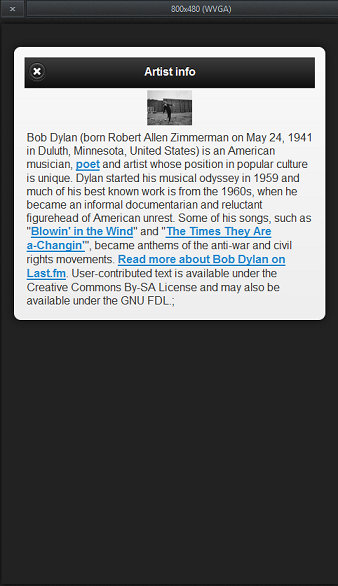 800x480 (WVGA)
Artist info
Bob Dylan (born Robert Allen Zimmerman on May 24, 1941
in Duluth, Minnesota, United States) is an American
musician, poet and artist whose position in popular culture
is unique. Dylan started his musical odyssey in 1959 and
much of his best known work is from the 1960s, when he
became an informal documentarian and reluctant
figurehead of American unrest. Some of his songs, such as
"Blowin' in the Wind" and "The Times They Are
a-Changin'", became anthems of the anti-war and civil
rights movements. Read more about Bob Dylan on
Last.fm. User-contributed text is available under the
Creative Commons By-SA License and may also be
available under the GNU FDL.;